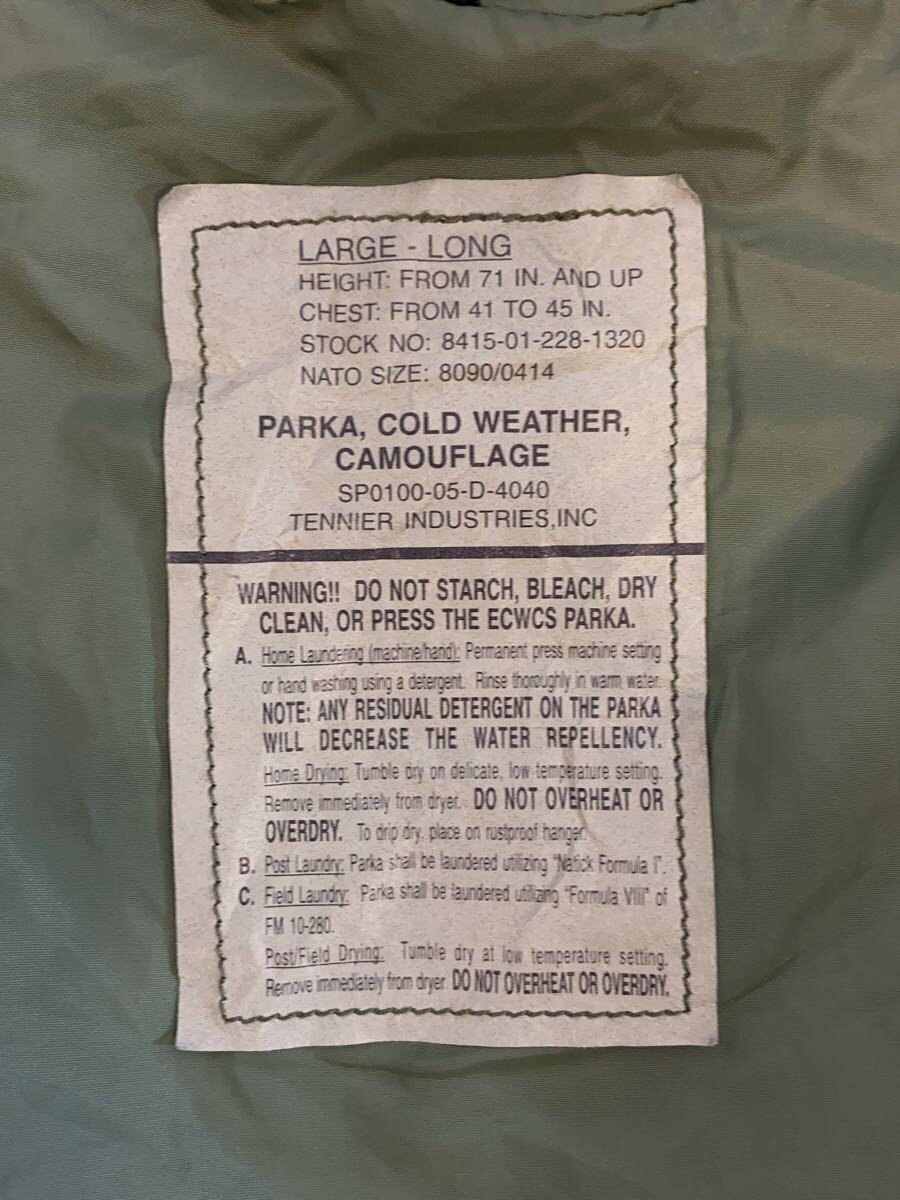 LARGE - LONG
HEIGHT: FROM 71 IN. AND UP
CHEST: FROM 41 TO 45 IN.
STOCK NO: 8415-01-228-1320
NATO SIZE: 8090/0414
PARKA, COLD WEATHER,
CAMOUFLAGE
SP0100-05-D-4040
TENNIER INDUSTRIES,INC
WARNING!! DO NOT STARCH, BLEACH, DRY
CLEAN, OR PRESS THE ECWCS PARKA.
A. Home Laundering (machine/hand): Permanent press machine setting
or hand washing using a detergent. Rinse thoroughly in warm water.
NOTE: ANY RESIDUAL DETERGENT ON THE PARKA
WILL DECREASE THE WATER REPELLENCY.
Home Drying: Tumble dry on delicate, low temperature setting.
Remove immediately from dryer. DO NOT OVERHEAT OR
OVERDRY. To drip dry, place on rustproof hanger.
B. Post Laundry: Parka shall be laundered utilizing "Natick Formula I".
C. Field Laundry: Parka shall be laundered utilizing "Formula VIII" of
FM 10-280.
Post/Field Drying: Tumble dry at low temperature setting.
Remove immediately from dryer. DO NOT OVERHEAT OR OVERDRY.